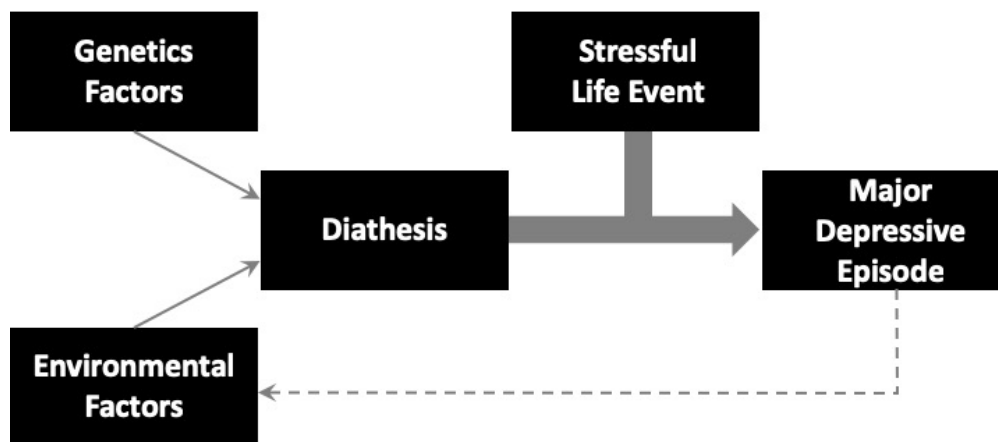 Genetics
Factors
Stressful
Life Event
Diathesis
Major
Depressive
Episode
Environmental
Factors